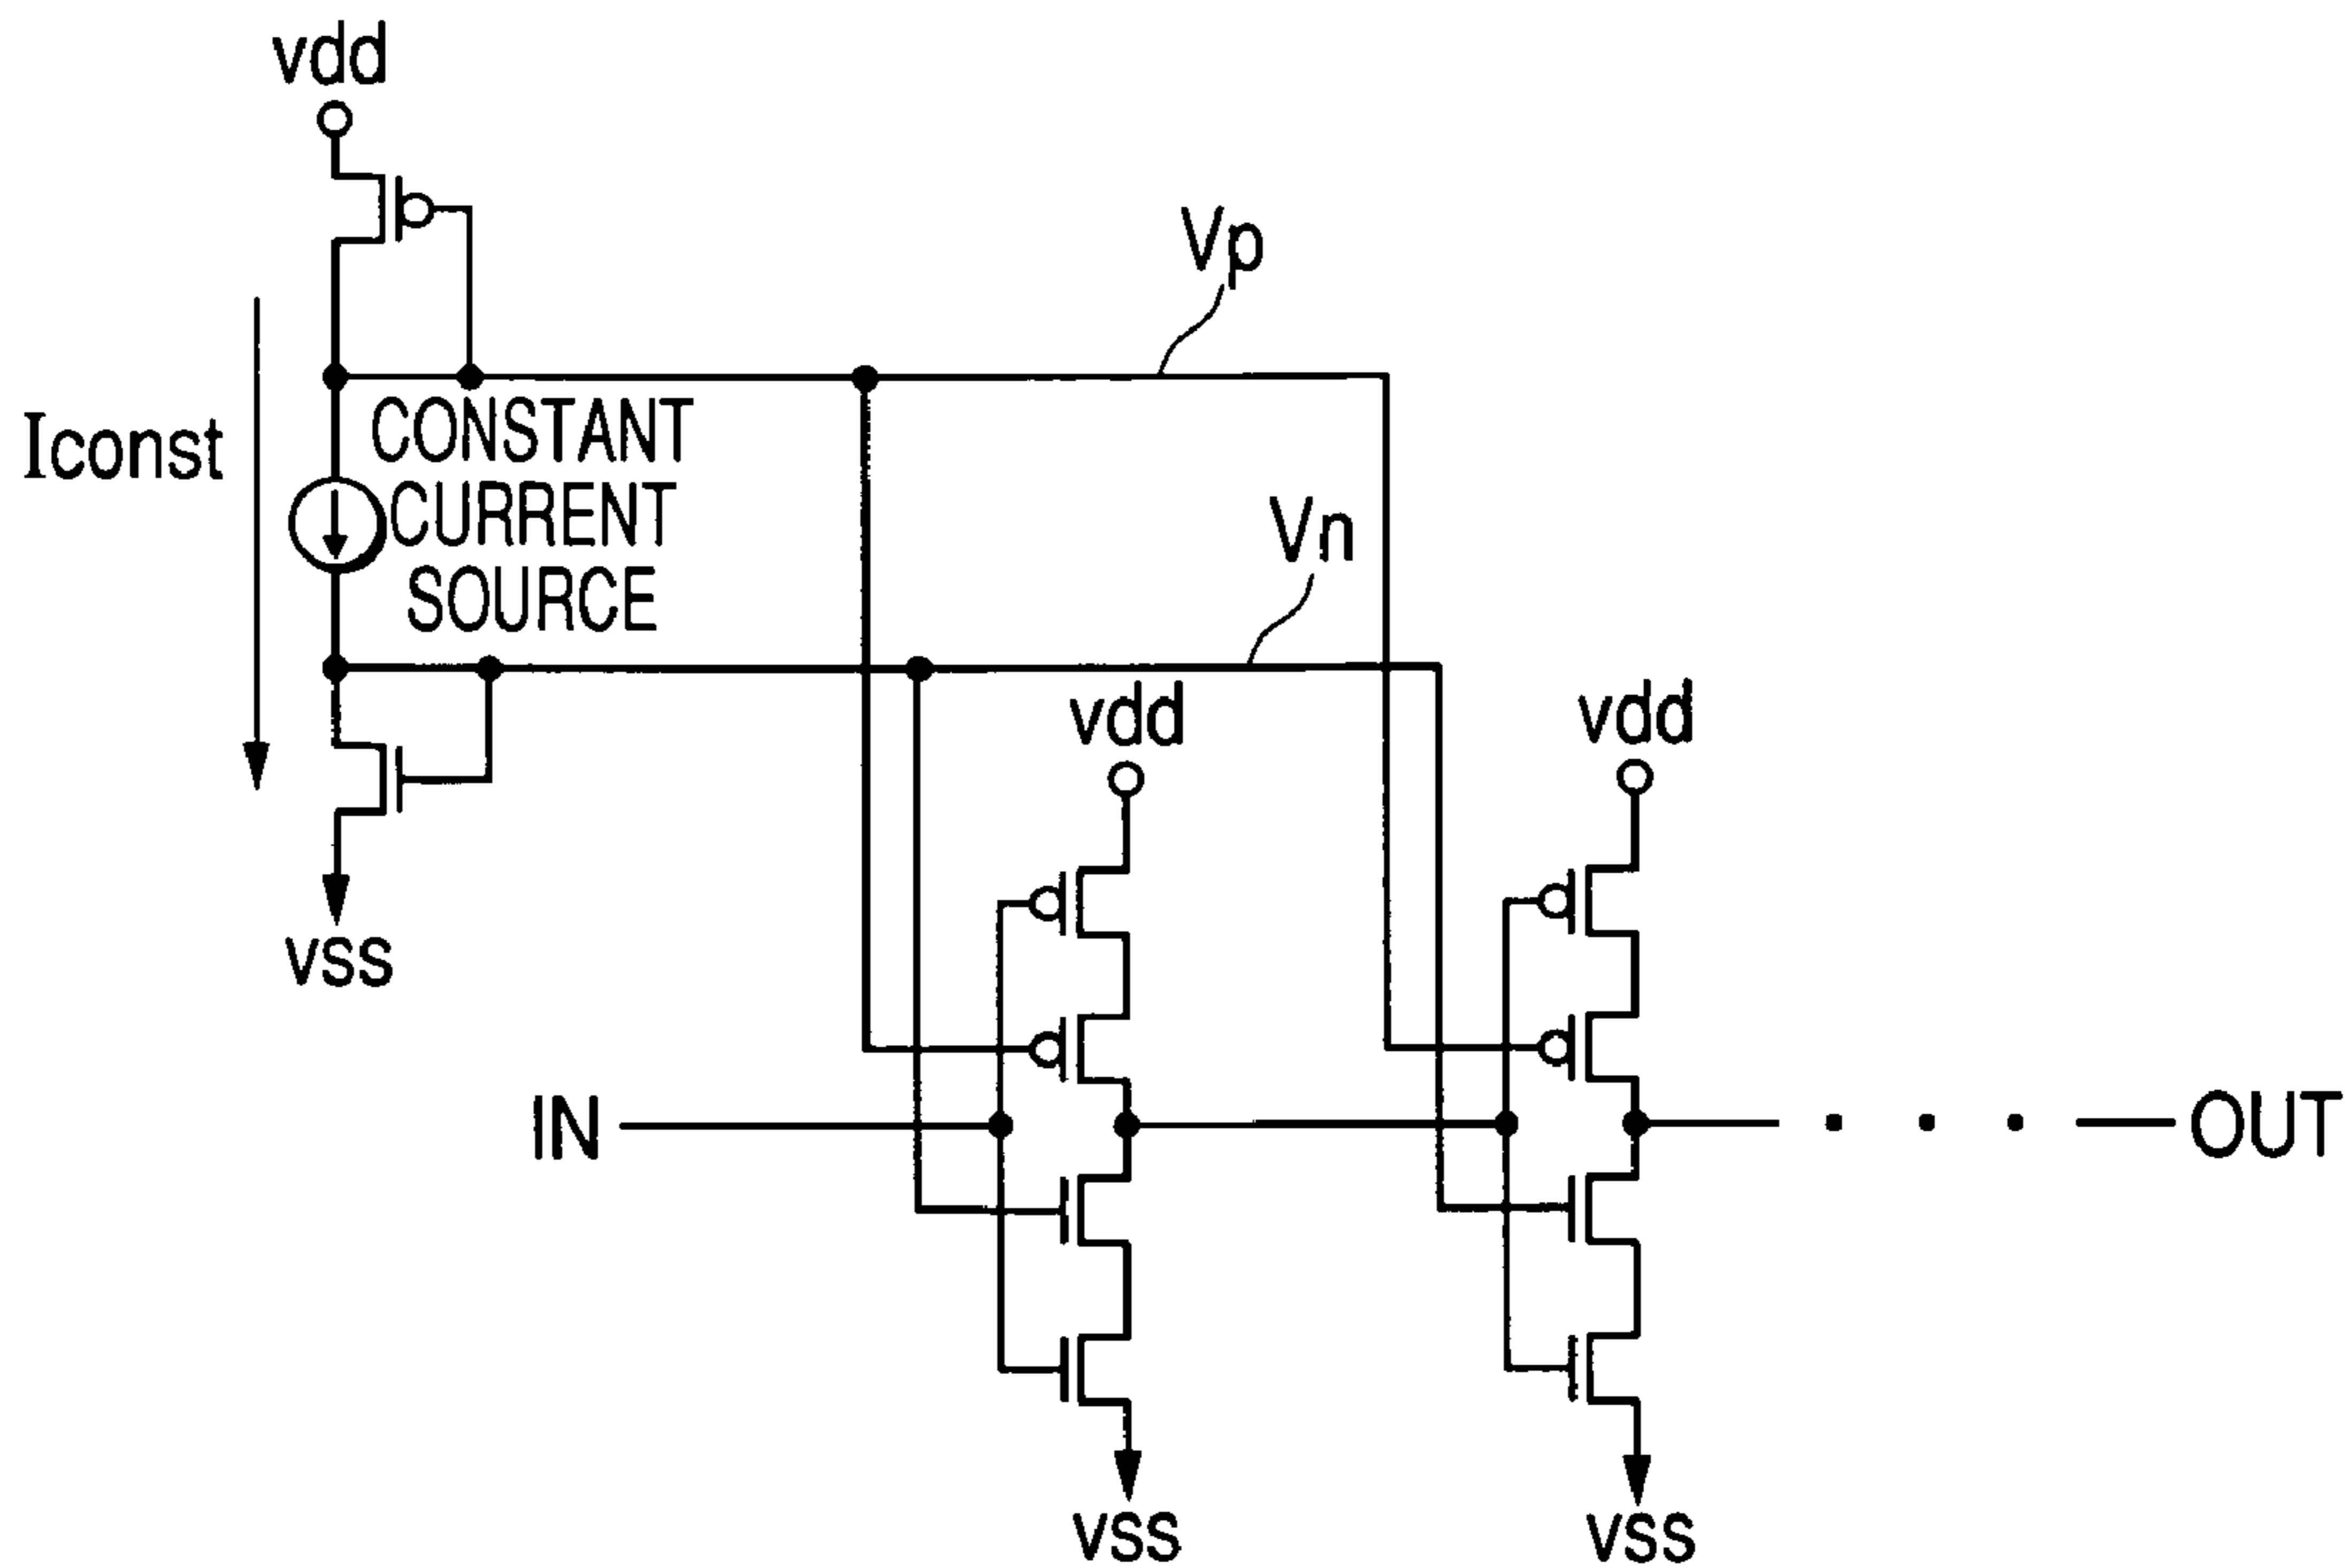 vdd
Vp
Iconst
CONSTANT
CURRENT
SOURCE
Vn
vdd
vdd
vss
IN
OUT
vss
vss